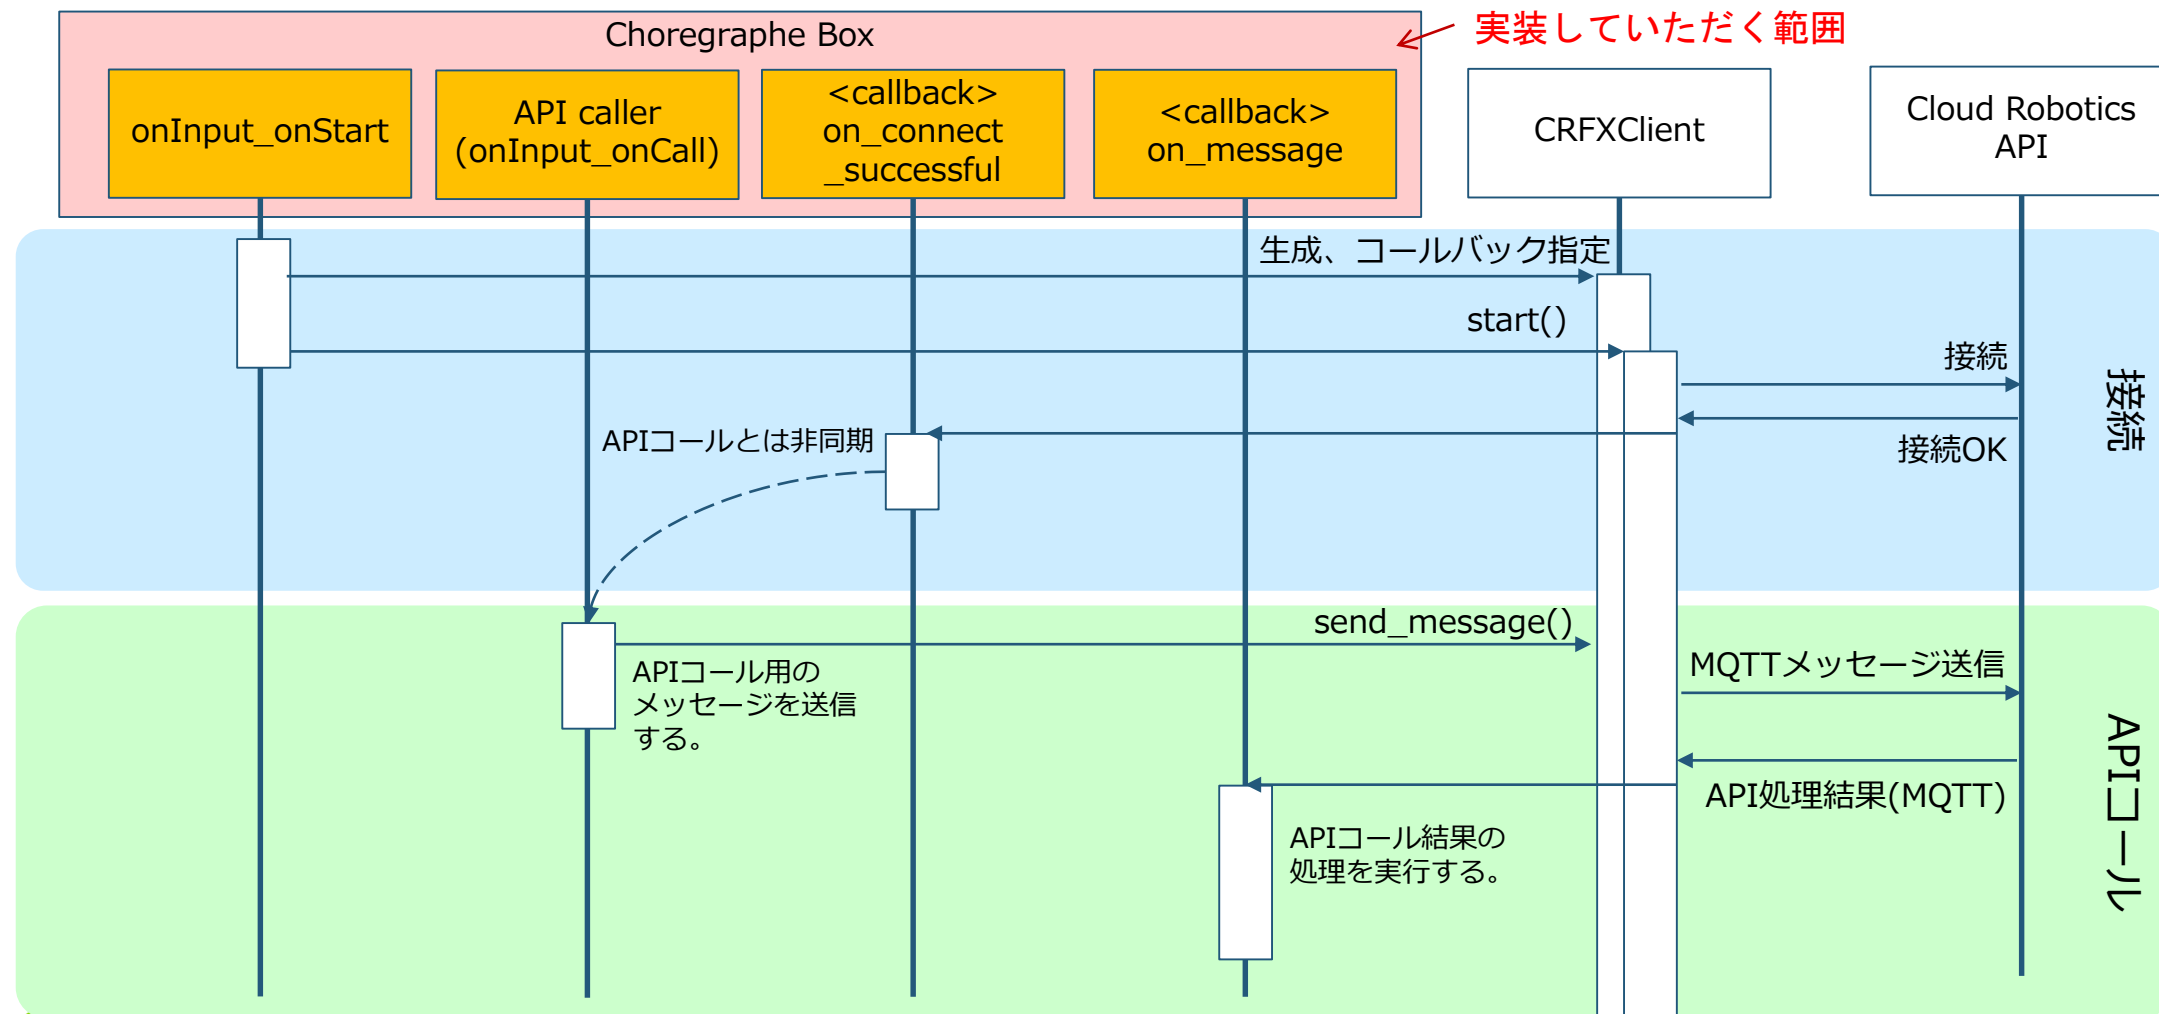 Choregraphe Box
実装していただく範囲
onInput_onStart
API caller
(onInput_onCall)
<callback>
on_connect
_successful
<callback>
on_message
CRFXClient
Cloud Robotics
API
生成、コールバック指定
start()
接続
接続OK
APIコールとは非同期
接続
send_message()
APIコール用の
メッセージを送信
する。
MQTTメッセージ送信
API処理結果(MQTT)
APIコール結果の
処理を実行する。
APIコール